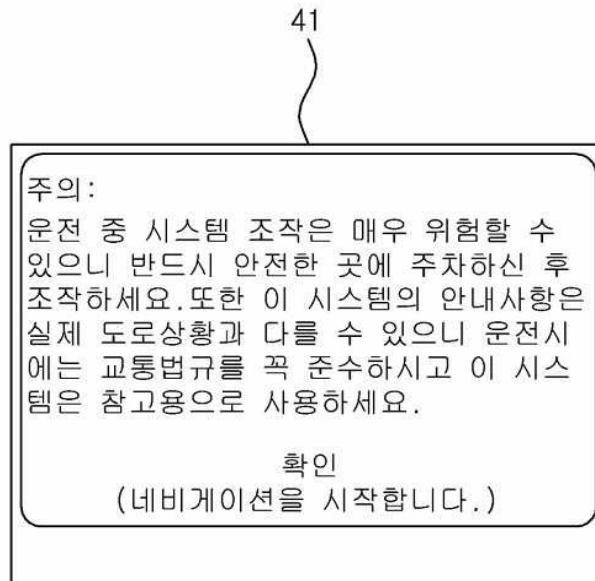 41
주의:
운전 중 시스템 조작은 매우 위험할 수
있으니 반드시 안전한 곳에 주차하신 후
조작하세요.또한 이 시스템의 안내사항은
실제 도로상황과 다를 수 있으니 운전시
에는 교통법규를 꼭 준수하시고 이 시스
템은 참고용으로 사용하세요.
확인
(네비게이션을 시작합니다.)